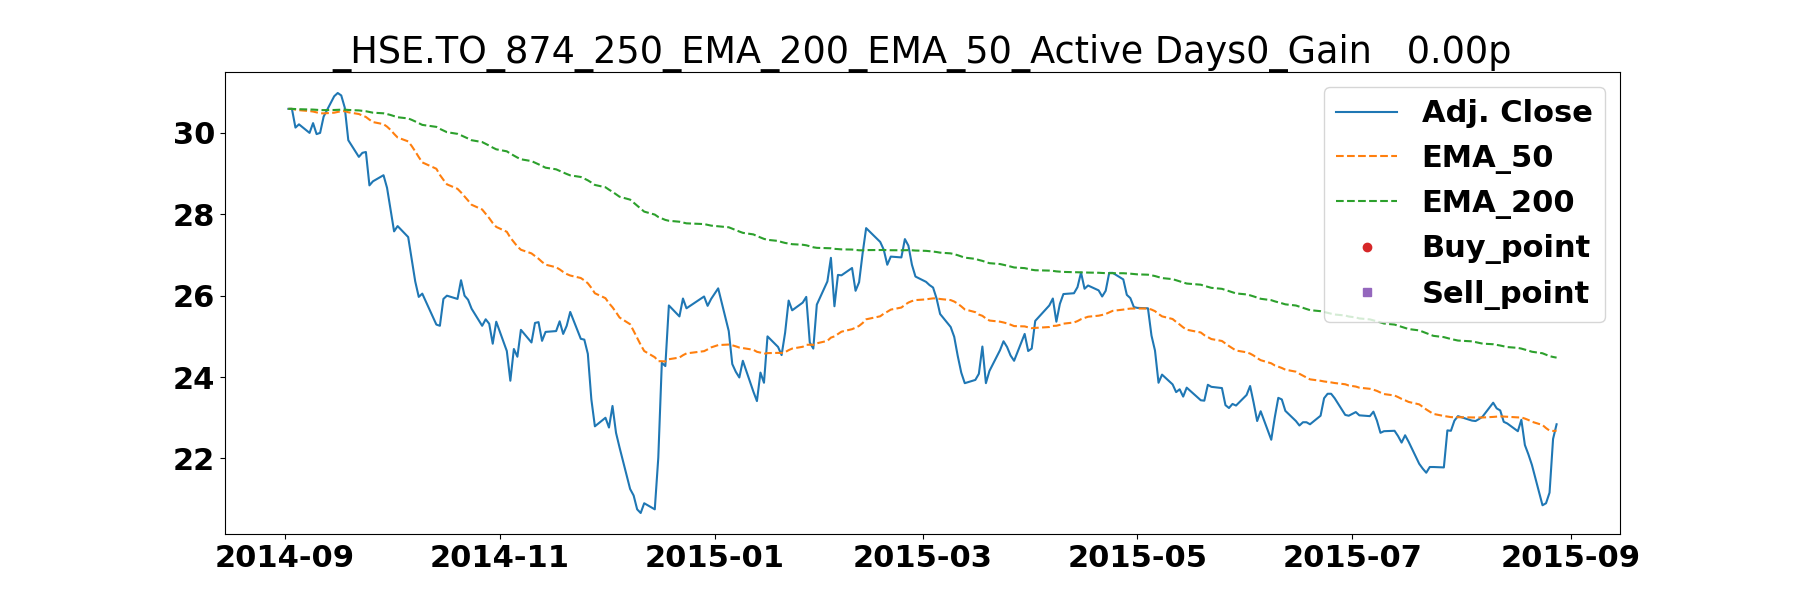 _HSE.TO_874_250_EMA_200_EMA_50_Active Days0_Gain   0.00p
Adj. Close
EMA_50
EMA_200
Buy_point
Sell_point
30
28
26
24
22
2014-09 2014-11 2015-01 2015-03 2015-05 2015-07 2015-09